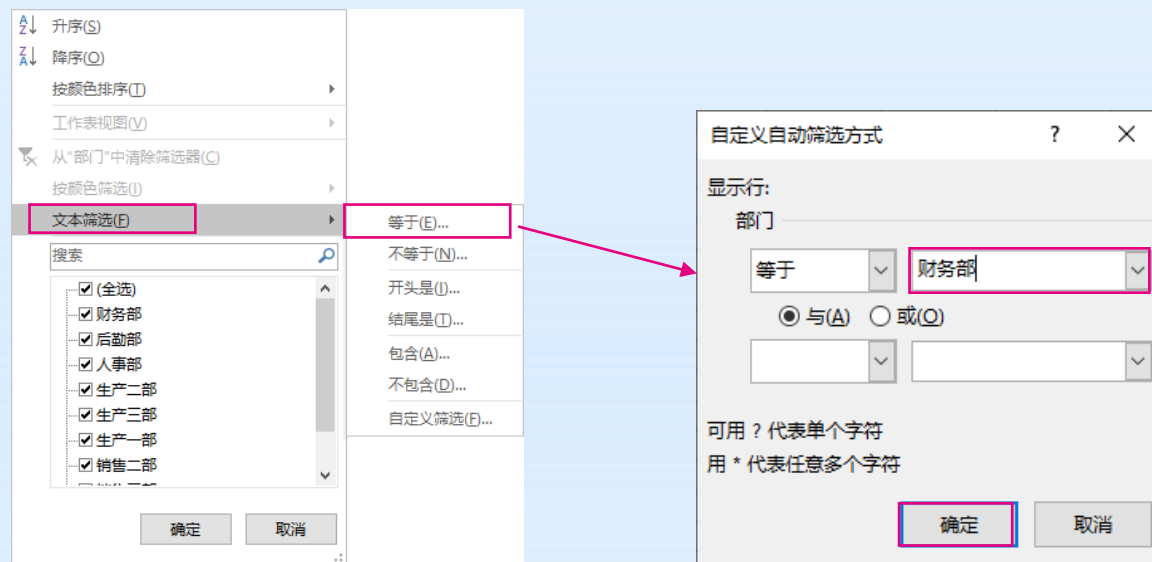 升序(S)
降序(O)
按颜色排序(T)
工作表视图(V)
从“部门”中清除筛选器(C)
按颜色筛选(I)
文本筛选(F)
搜索
(全选)
财务部
后勤部
人事部
生产二部
生产三部
生产一部
销售二部
确定 取消
等于(E)...
不等于(N)...
开头是(I)...
结尾是(T)...
包含(A)...
不包含(D)...
自定义筛选(F)...
自定义自动筛选方式
显示行:
部门
等于 财务部
与(A) 或(O)
可用 ? 代表单个字符
用 * 代表任意多个字符
确定 取消